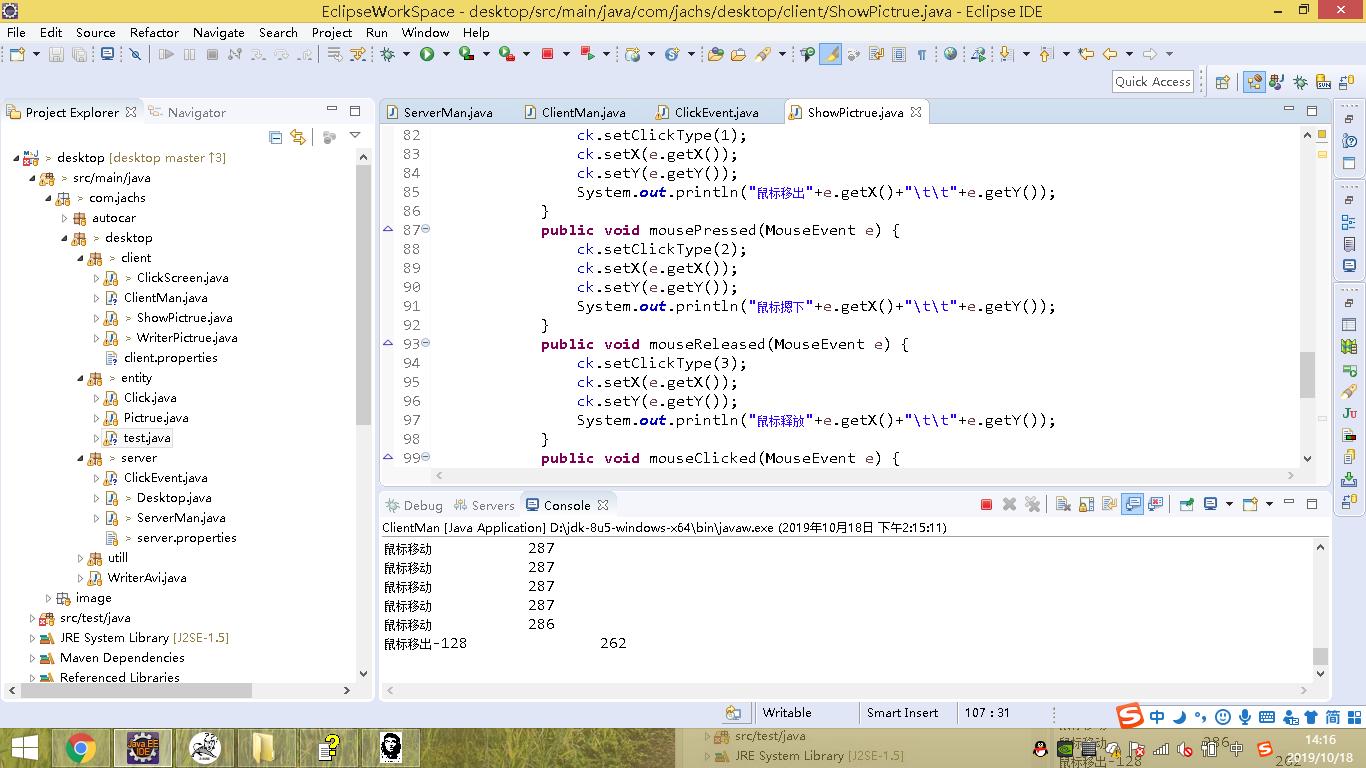 EclipseWorkSpace - desktop/src/main/java/com/jachs/desktop/client/ShowPictrue.java - Eclipse IDE
File Edit Source Refactor Navigate Search Project Run Window Help
Quick Access
Project Explorer Navigator
ServerMan.java ClientMan.java ClickEvent.java ShowPictrue.java
> desktop [desktop master ↑3]
> src/main/java
> com.jachs
autocar
> desktop
> client
> ClickScreen.java
ClientMan.java
> ShowPictrue.java
> WriterPictrue.java
client.properties
> entity
Click.java
Pictrue.java
test.java
> server
ClickEvent.java
> Desktop.java
> ServerMan.java
> server.properties
utill
WriterAvi.java
image
src/test/java
JRE System Library [J2SE-1.5]
Maven Dependencies
Referenced Libraries
82 ck.setClickType(1);
83 ck.setX(e.getX());
84 ck.setY(e.getY());
85 System.out.println("鼠标移出"+e.getX()+"\t\t"+e.getY());
86 }
87 public void mousePressed(MouseEvent e) {
88 ck.setClickType(2);
89 ck.setX(e.getX());
90 ck.setY(e.getY());
91 System.out.println("鼠标摁下"+e.getX()+"\t\t"+e.getY());
92 }
93 public void mouseReleased(MouseEvent e) {
94 ck.setClickType(3);
95 ck.setX(e.getX());
96 ck.setY(e.getY());
97 System.out.println("鼠标释放"+e.getX()+"\t\t"+e.getY());
98 }
99 public void mouseClicked(MouseEvent e) {
Debug Servers Console
ClientMan [Java Application] D:\jdk-8u5-windows-x64\bin\javaw.exe (2019年10月18日 下午2:15:11)
鼠标移动 287
鼠标移动 287
鼠标移动 287
鼠标移动 287
鼠标移动 286
鼠标移出-128 262
Writable Smart Insert 107 : 31
中 简
src/test/java
JRE System Library [J2SE-1.5]
鼠标移动 286
鼠标移出-128 262
中
14:16
2019/10/18